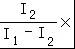 I₂
I₁ − I₂ ×